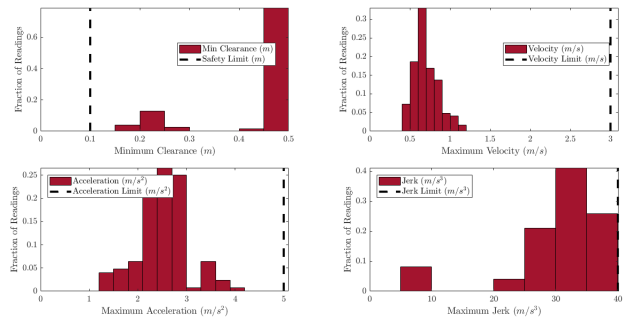 Fraction of Readings
0.6
0.4
0.2
0
0 0.1 0.2 0.3 0.4 0.5
Minimum Clearance (m)
Min Clearance (m)
Safety Limit (m)
Fraction of Readings
0.3
0.25
0.2
0.15
0.1
0.05
0
0 0.5 1 1.5 2 2.5 3
Maximum Velocity (m/s)
Velocity (m/s)
Velocity Limit (m/s)
Fraction of Readings
0.25
0.2
0.15
0.1
0.05
0
0 1 2 3 4 5
Maximum Acceleration (m/s²)
Acceleration (m/s²)
Acceleration Limit (m/s²)
Fraction of Readings
0.4
0.3
0.2
0.1
0
0 10 20 30 40
Maximum Jerk (m/s³)
Jerk (m/s³)
Jerk Limit (m/s³)